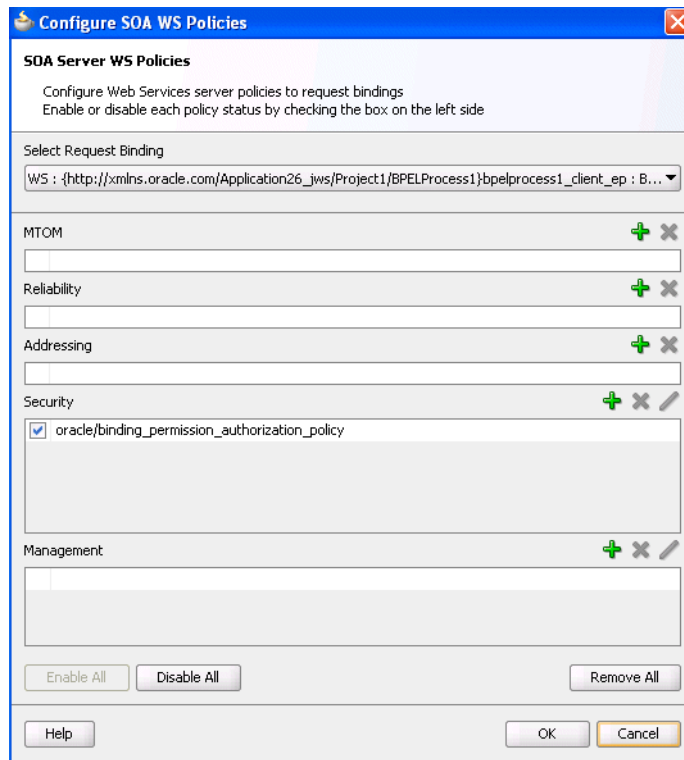 Configure SOA WS Policies
SOA Server WS Policies
Configure Web Services server policies to request bindings
Enable or disable each policy status by checking the box on the left side
Select Request Binding
WS : {http://xmlns.oracle.com/Application26_jws/Project1/BPELProcess1}bpelprocess1_client_ep : B...
MTOM
Reliability
Addressing
Security
oracle/binding_permission_authorization_policy
Management
Enable All Disable All Remove All
Help OK Cancel